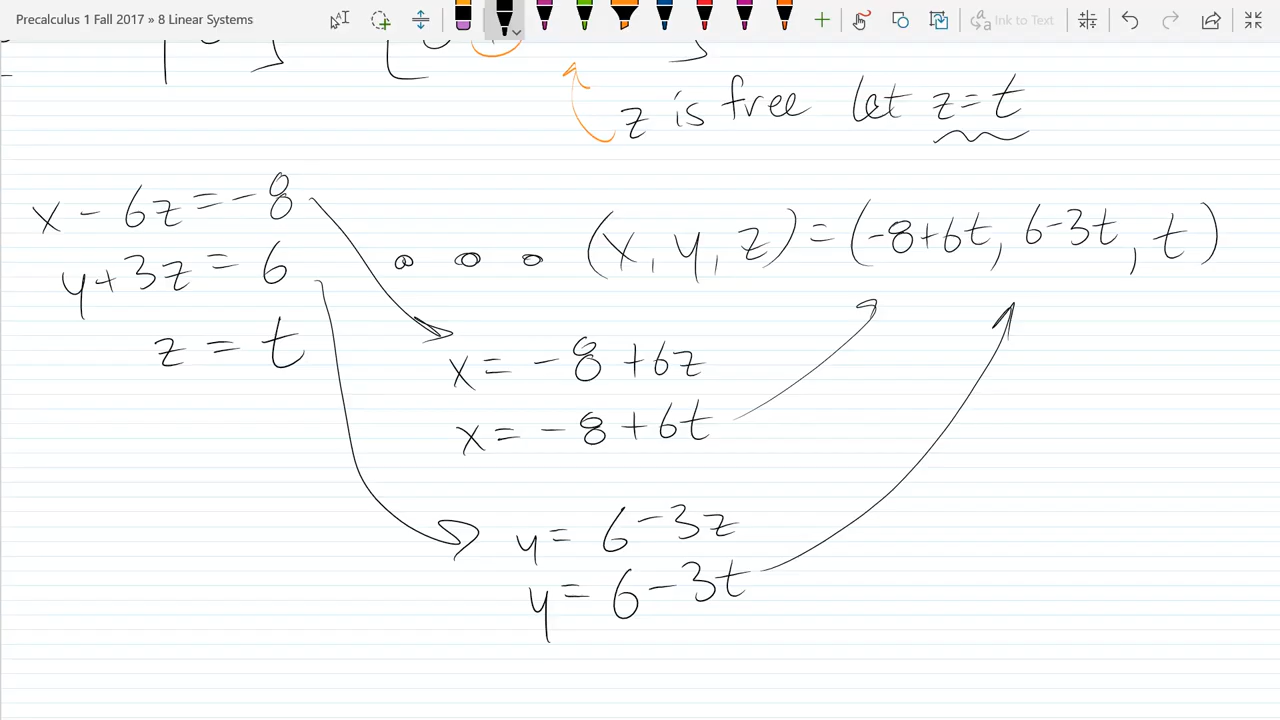 Precalculus 1 Fall 2017 » 8 Linear Systems
Ink to Text
z is free let z = t
x - 6z = -8
y + 3z = 6
z = t
(x, y, z) = (-8+6t, 6-3t, t)
x = -8 + 6z
x = -8 + 6t
y = 6 - 3z
y = 6 - 3t